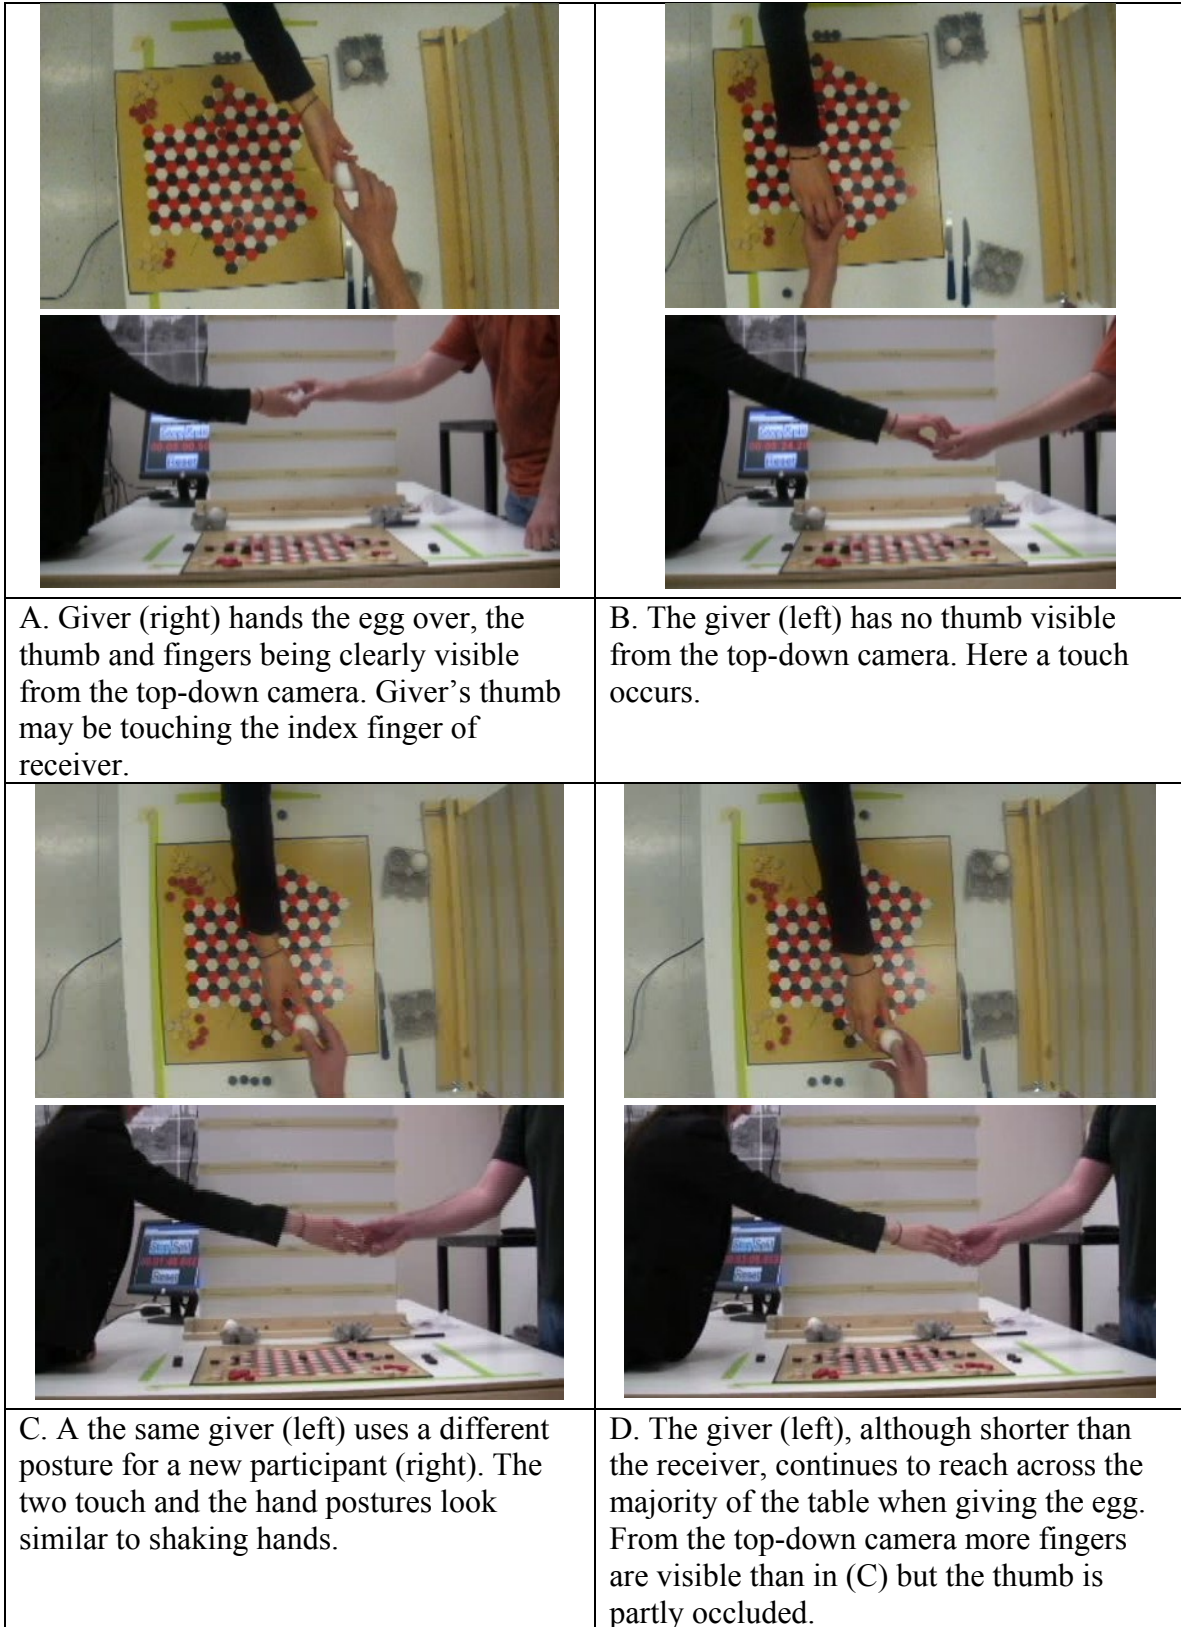 A. Giver (right) hands the egg over, the
thumb and fingers being clearly visible
from the top-down camera. Giver’s thumb
may be touching the index finger of
receiver.
B. The giver (left) has no thumb visible
from the top-down camera. Here a touch
occurs.
C. A the same giver (left) uses a different
posture for a new participant (right). The
two touch and the hand postures look
similar to shaking hands.
D. The giver (left), although shorter than
the receiver, continues to reach across the
majority of the table when giving the egg.
From the top-down camera more fingers
are visible than in (C) but the thumb is
partly occluded.